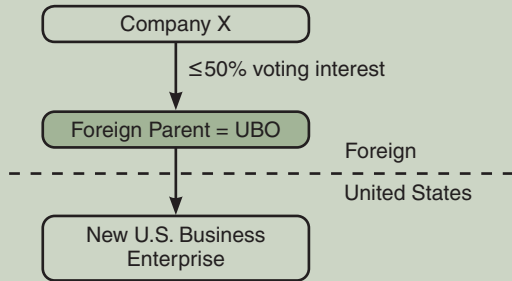 Company X
≤50% voting interest
Foreign Parent = UBO
Foreign
United States
New U.S. Business
Enterprise